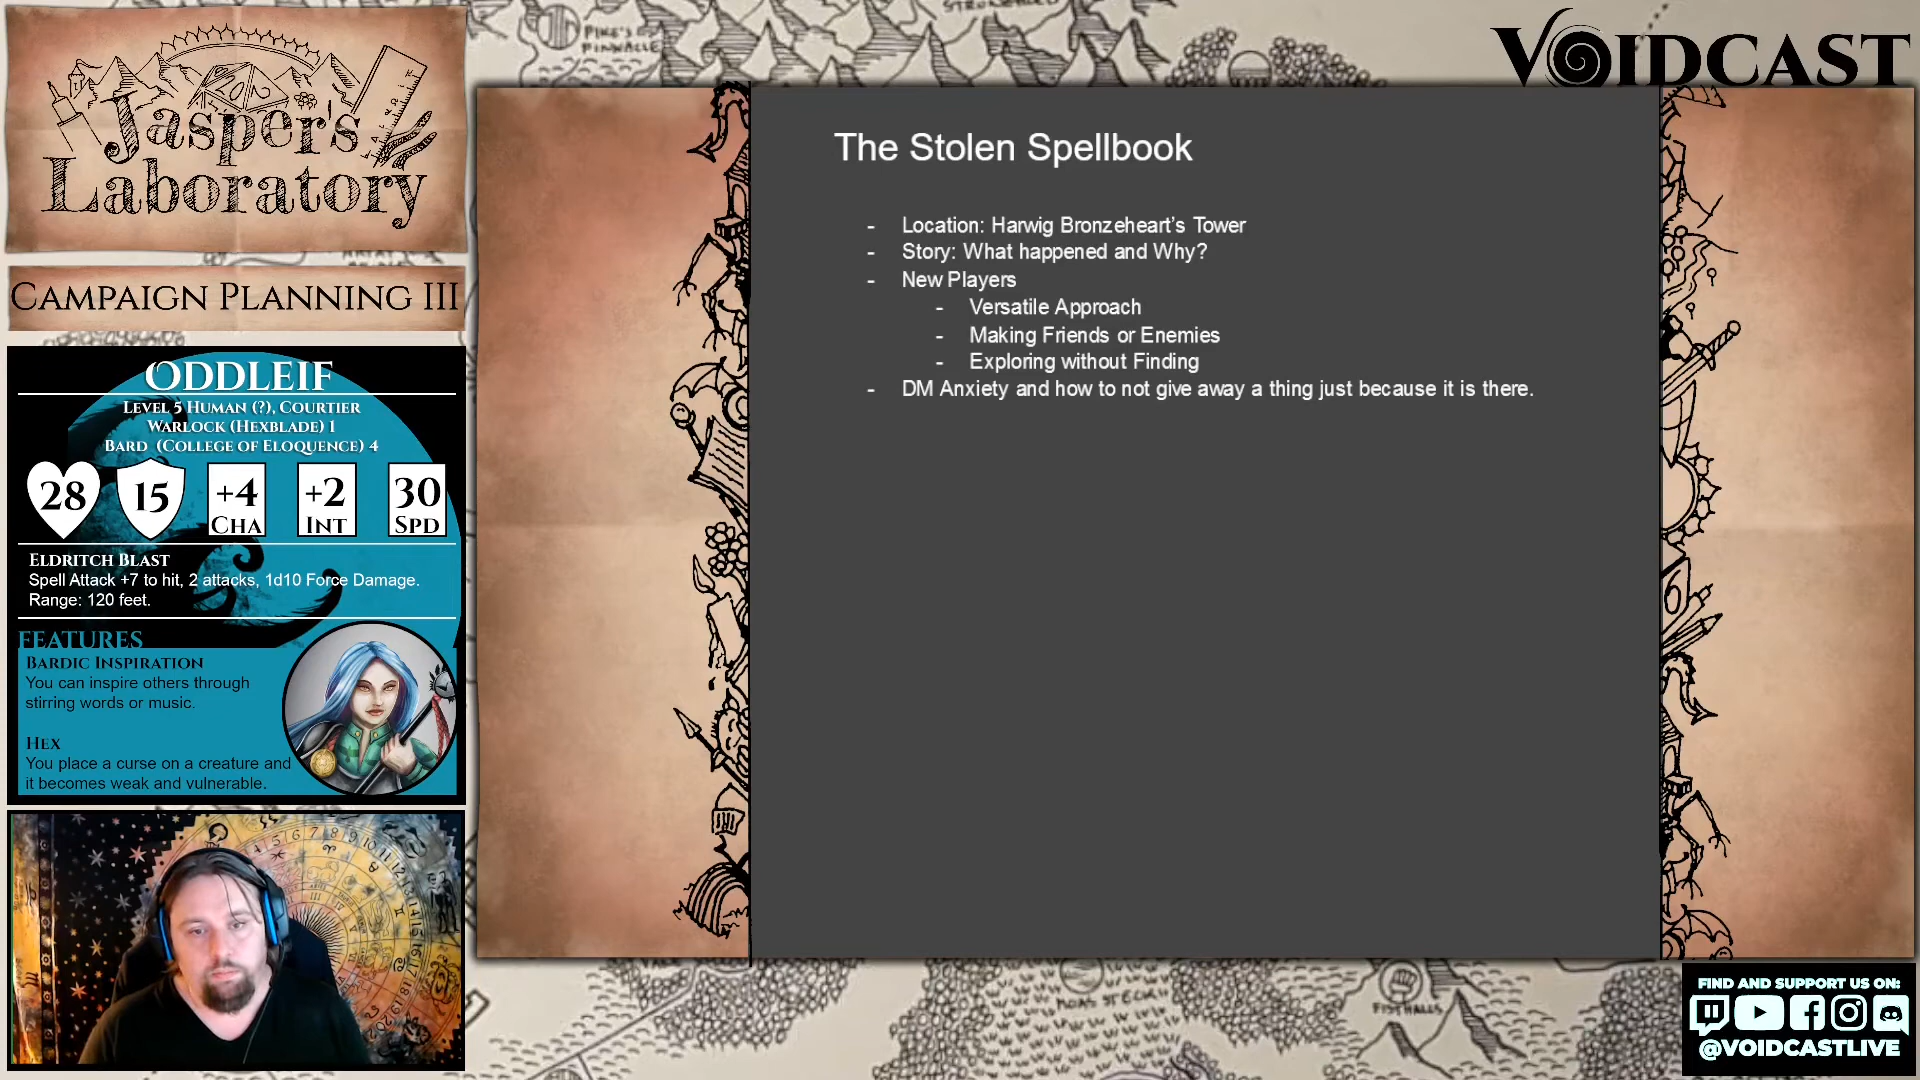 Jasper's
Laboratory
CAMPAIGN PLANNING III
ODDLEIF
LEVEL 5 HUMAN (?), COURTIER
WARLOCK (HEXBLADE) 1
BARD (COLLEGE OF ELOQUENCE) 4
28
15
+4
CHA
+2
INT
30
SPD
ELDRITCH BLAST
Spell Attack +7 to hit, 2 attacks, 1d10 Force Damage.
Range: 120 feet.
FEATURES
BARDIC INSPIRATION
You can inspire others through
stirring words or music.
HEX
You place a curse on a creature and
it becomes weak and vulnerable.
PIKE'S
PINNACLE
VOIDCAST
The Stolen Spellbook
- Location: Harwig Bronzeheart’s Tower
- Story: What happened and Why?
- New Players
- Versatile Approach
- Making Friends or Enemies
- Exploring without Finding
- DM Anxiety and how to not give away a thing just because it is there.
FIND AND SUPPORT US ON:
@VOIDCASTLIVE